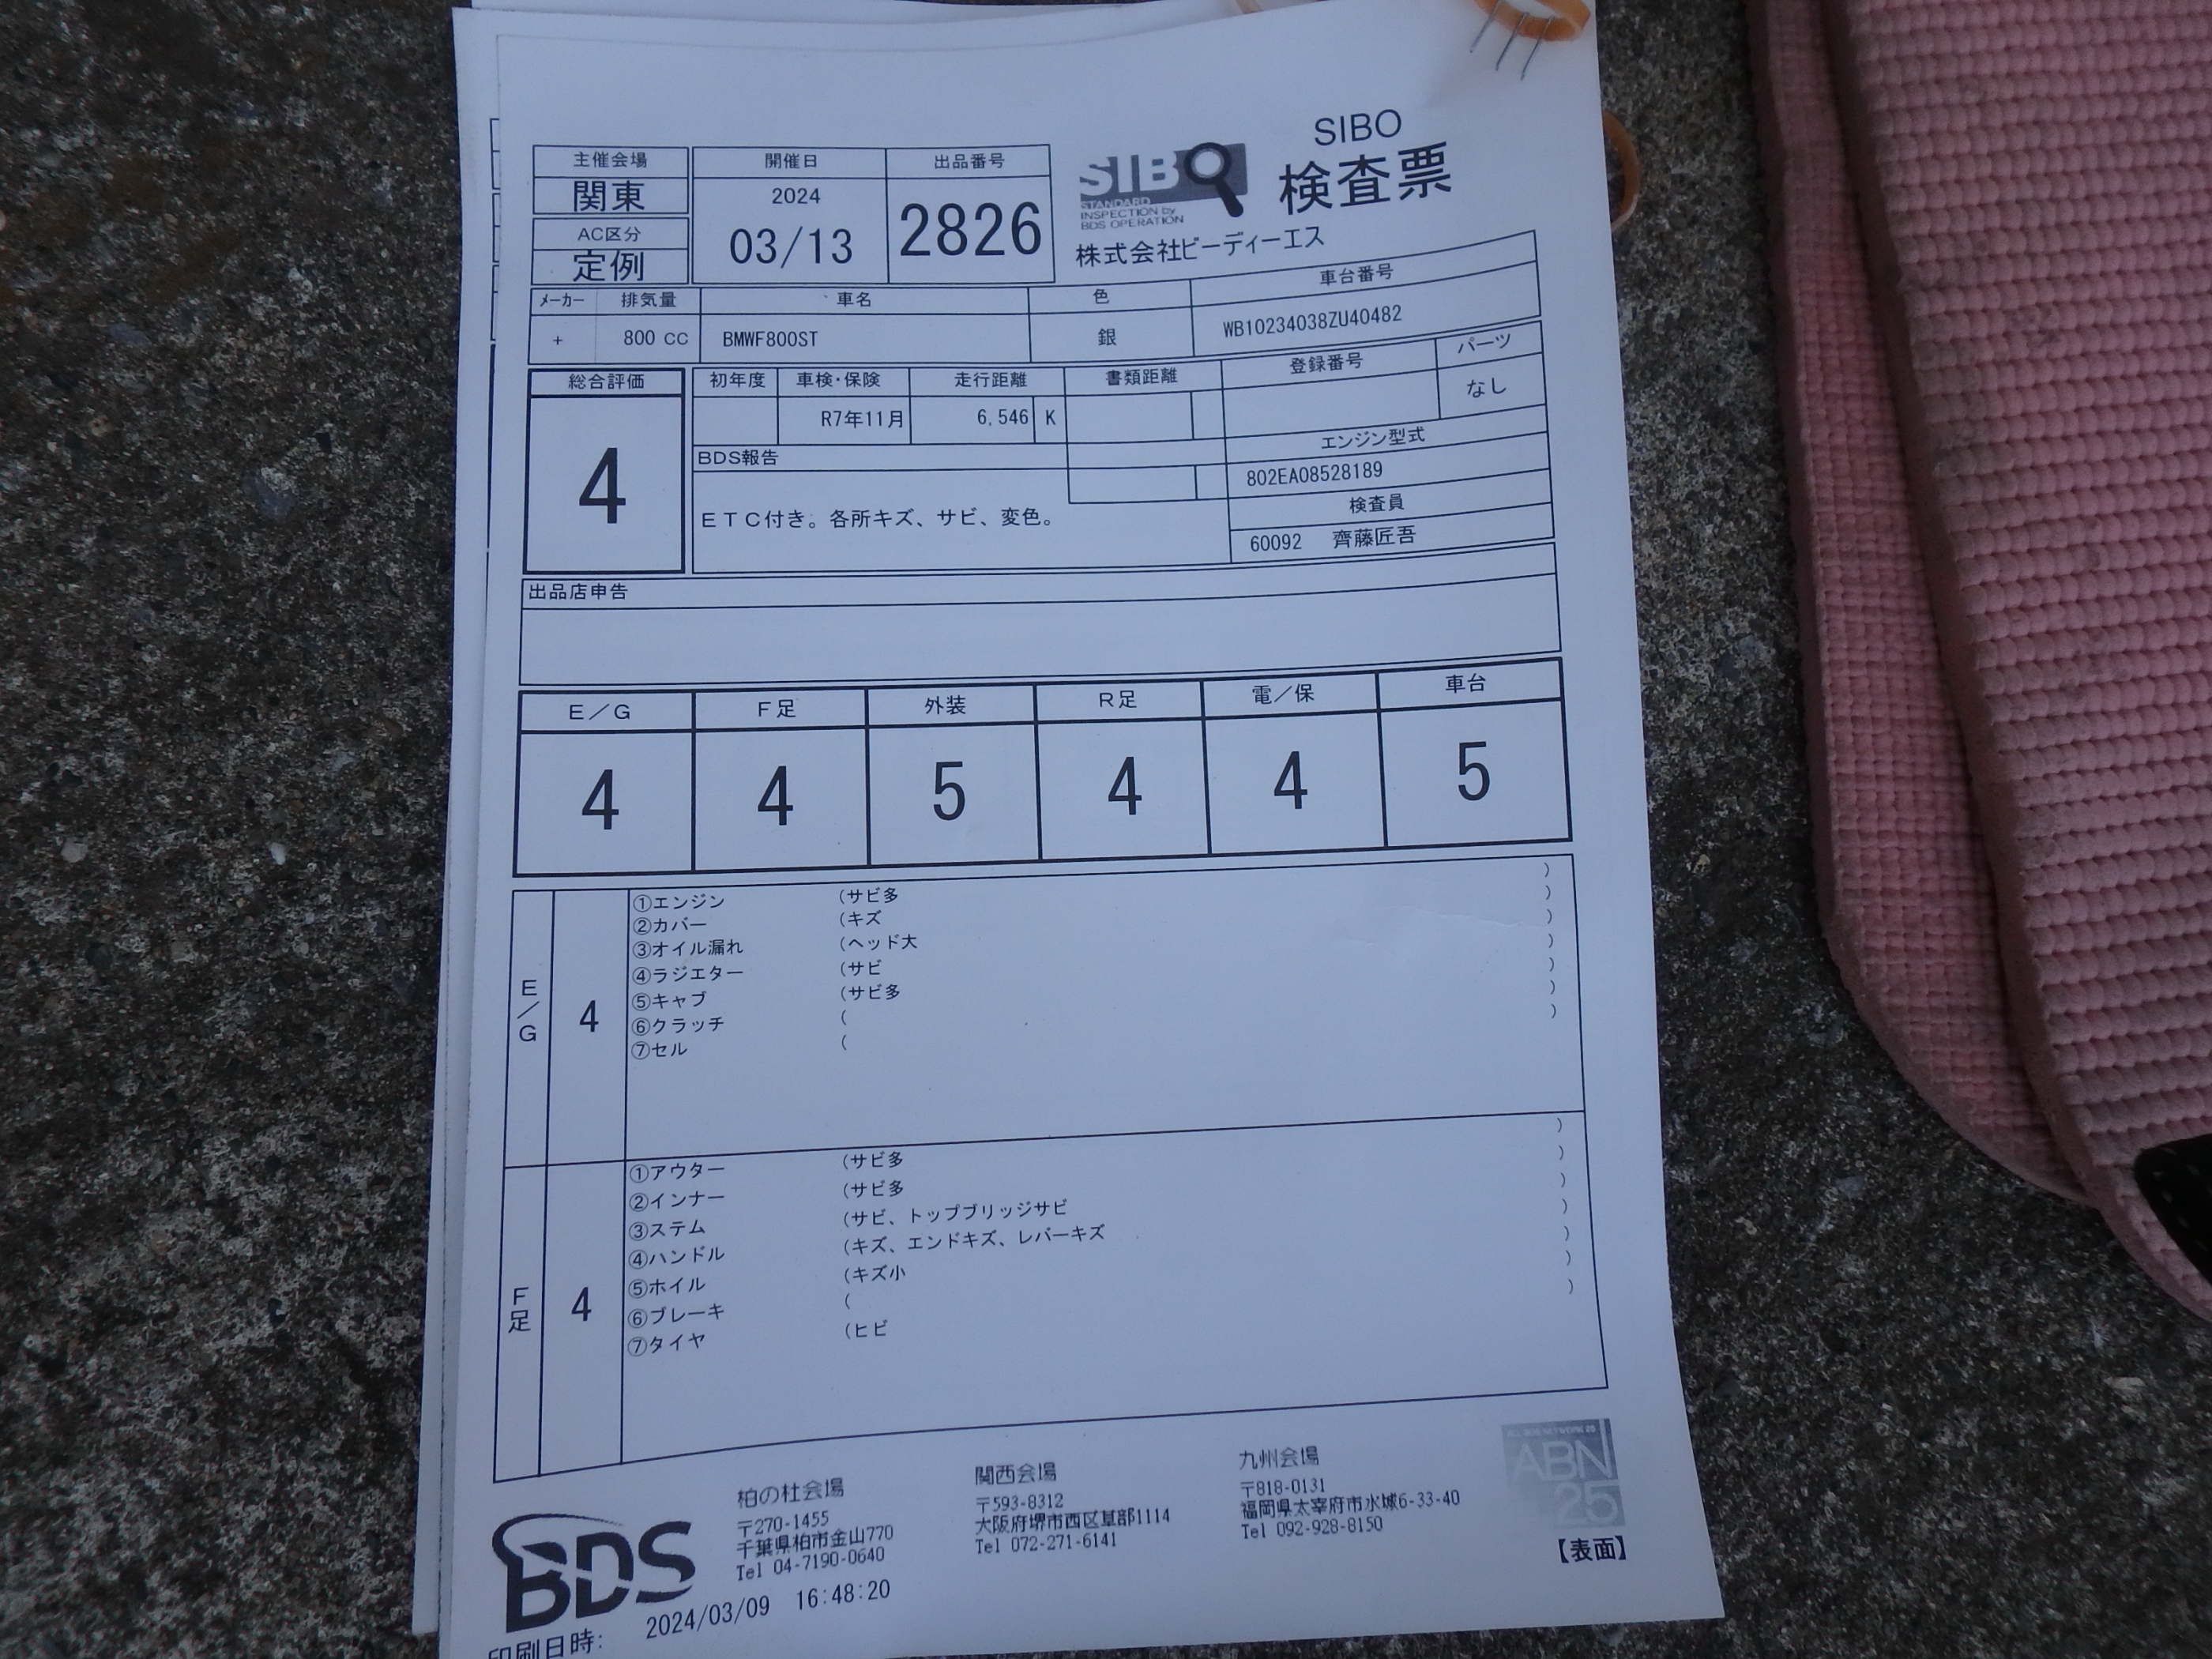 主催会場
関東
AC区分
定例
開催日
2024
03/13
出品番号
2826
SIBO
STANDARD
INSPECTION by
BDS OPERATION
SIBO
検査票
株式会社ビーディーエス
メーカー 排気量 車名 色 車台番号
+ 800 CC BMWF800ST 銀 WB10234038ZU40482
総合評価
4
初年度 車検・保険 走行距離 書類距離 登録番号 パーツ
R7年11月 6,546 K なし
BDS報告
ETC付き。各所キズ、サビ、変色。
エンジン型式
802EA08528189
検査員
60092 齊藤匠吾
出品店申告
E/G F足 外装 R足 電/保 車台
4 4 5 4 4 5
E/G 4
①エンジン (サビ多 )
②カバー (キズ )
③オイル漏れ (ヘッド大 )
④ラジエター (サビ )
⑤キャブ (サビ多 )
⑥クラッチ ( )
⑦セル ( )
F足 4
①アウター (サビ多 )
②インナー (サビ多 )
③ステム (サビ、トップブリッジサビ )
④ハンドル (キズ、エンドキズ、レバーキズ )
⑤ホイル (キズ小 )
⑥ブレーキ ( )
⑦タイヤ (ヒビ )
BDS
柏の杜会場
〒270-1455
千葉県柏市金山770
Tel 04-7190-0640
関西会場
〒593-8312
大阪府堺市西区草部1114
Tel 072-271-6141
九州会場
〒818-0131
福岡県太宰府市水城6-33-40
Tel 092-928-8150
ABN
25
【表面】
印刷日時: 2024/03/09 16:48:20